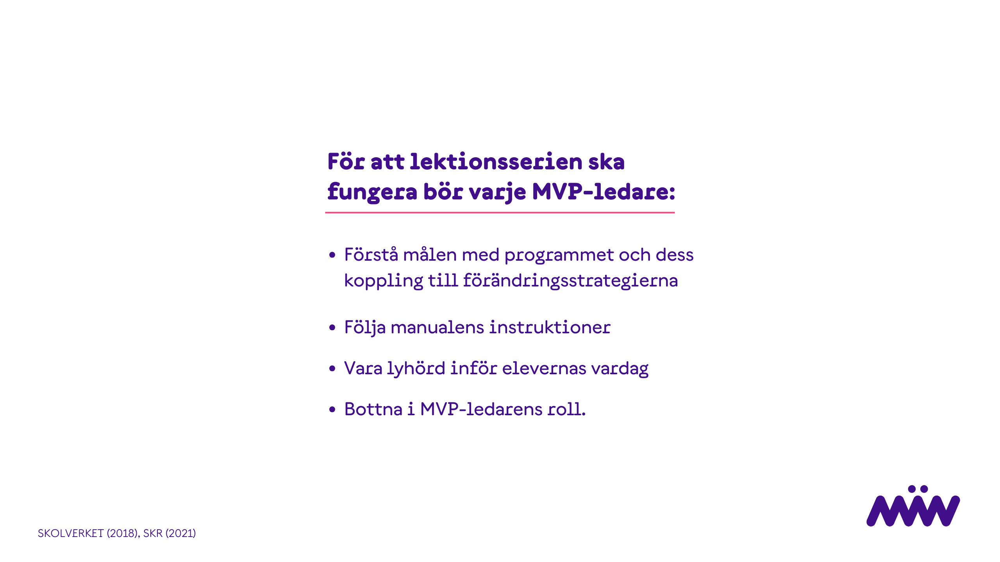 För att lektionsserien ska
fungera bör varje MVP-ledare:
• Förstå målen med programmet och dess
koppling till förändringsstrategierna
• Följa manualens instruktioner
• Vara lyhörd inför elevernas vardag
• Bottna i MVP-ledarens roll.
SKOLVERKET (2018), SKR (2021)
MÄN